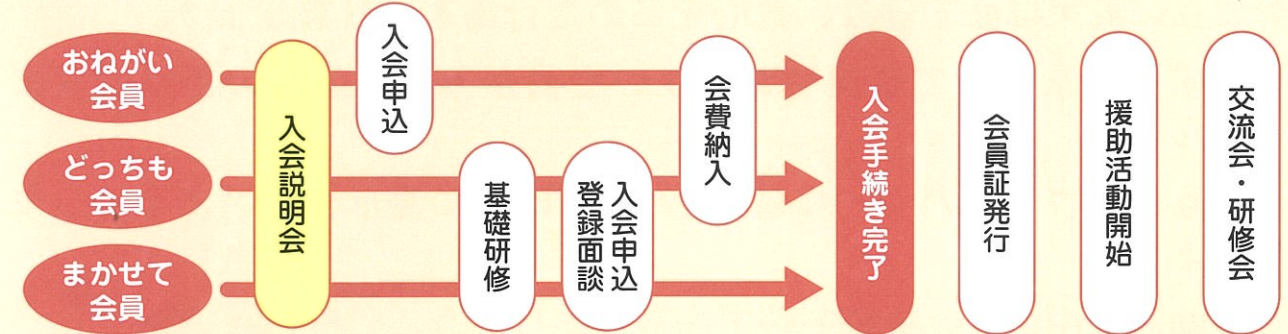 おねがい
会員
どっちも
会員
まかせて
会員
入会説明会
入会申込
基礎研修
入会申込
登録面談
会費納入
入会手続き完了
会員証発行
援助活動開始
交流会・研修会